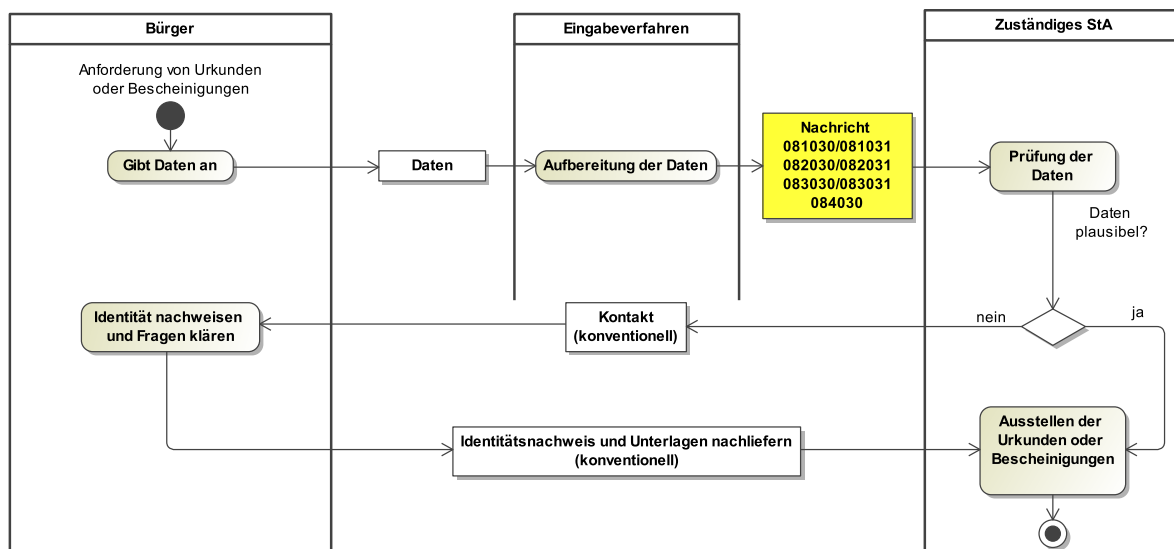 Bürger
Eingabeverfahren
Zuständiges StA
Anforderung von Urkunden
oder Bescheinigungen
Gibt Daten an
Daten
Aufbereitung der Daten
Nachricht
081030/081031
082030/082031
083030/083031
084030
Prüfung der
Daten
Daten
plausibel?
Identität nachweisen
und Fragen klären
Kontakt
(konventionell)
nein
ja
Identitätsnachweis und Unterlagen nachliefern
(konventionell)
Ausstellen der
Urkunden oder
Bescheinigungen